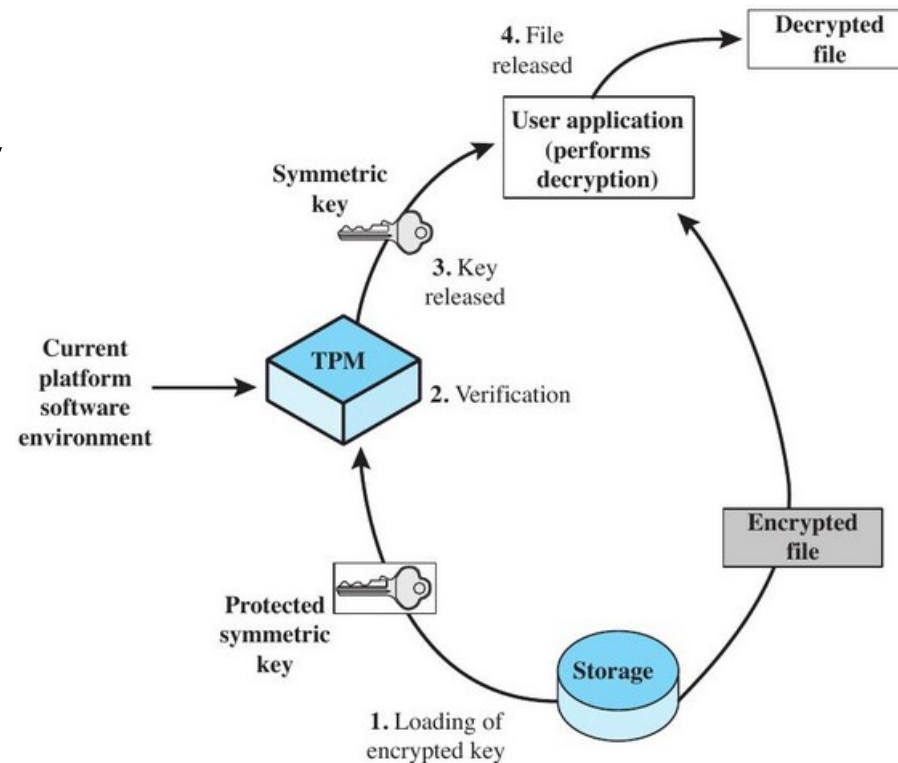 4. File
released
Decrypted
file
User application
(performs
decryption)
Symmetric
key
3. Key
released
TPM
2. Verification
Current
platform
software
environment
Encrypted
file
Protected
symmetric
key
Storage
1. Loading of
encrypted key